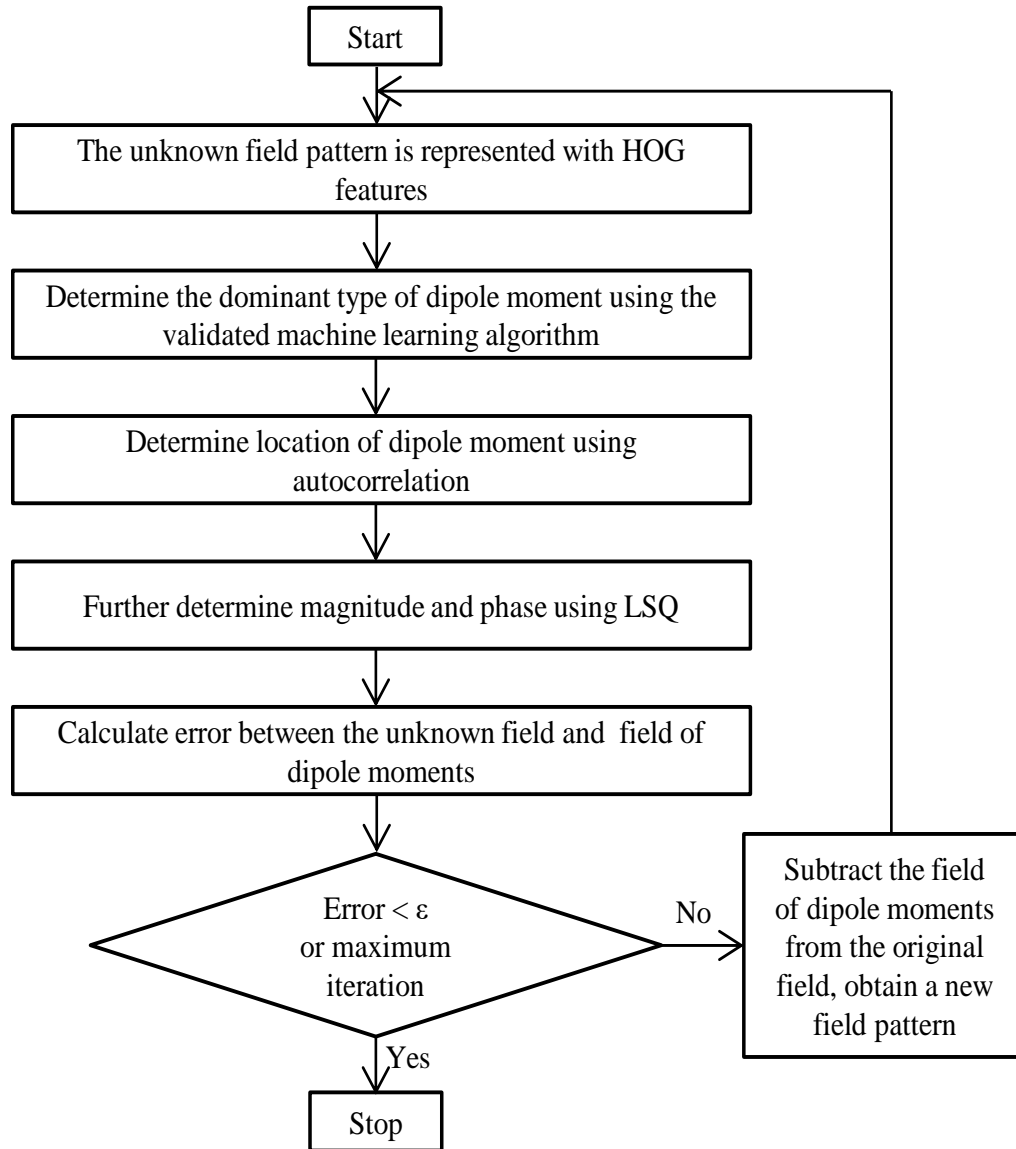 Start
The unknown field pattern is represented with HOG
features
Determine the dominant type of dipole moment using the
validated machine learning algorithm
Determine location of dipole moment using
autocorrelation
Further determine magnitude and phase using LSQ
Calculate error between the unknown field and field of
dipole moments
Error < ε
or maximum
iteration
No
Subtract the field
of dipole moments
from the original
field, obtain a new
field pattern
Yes
Stop